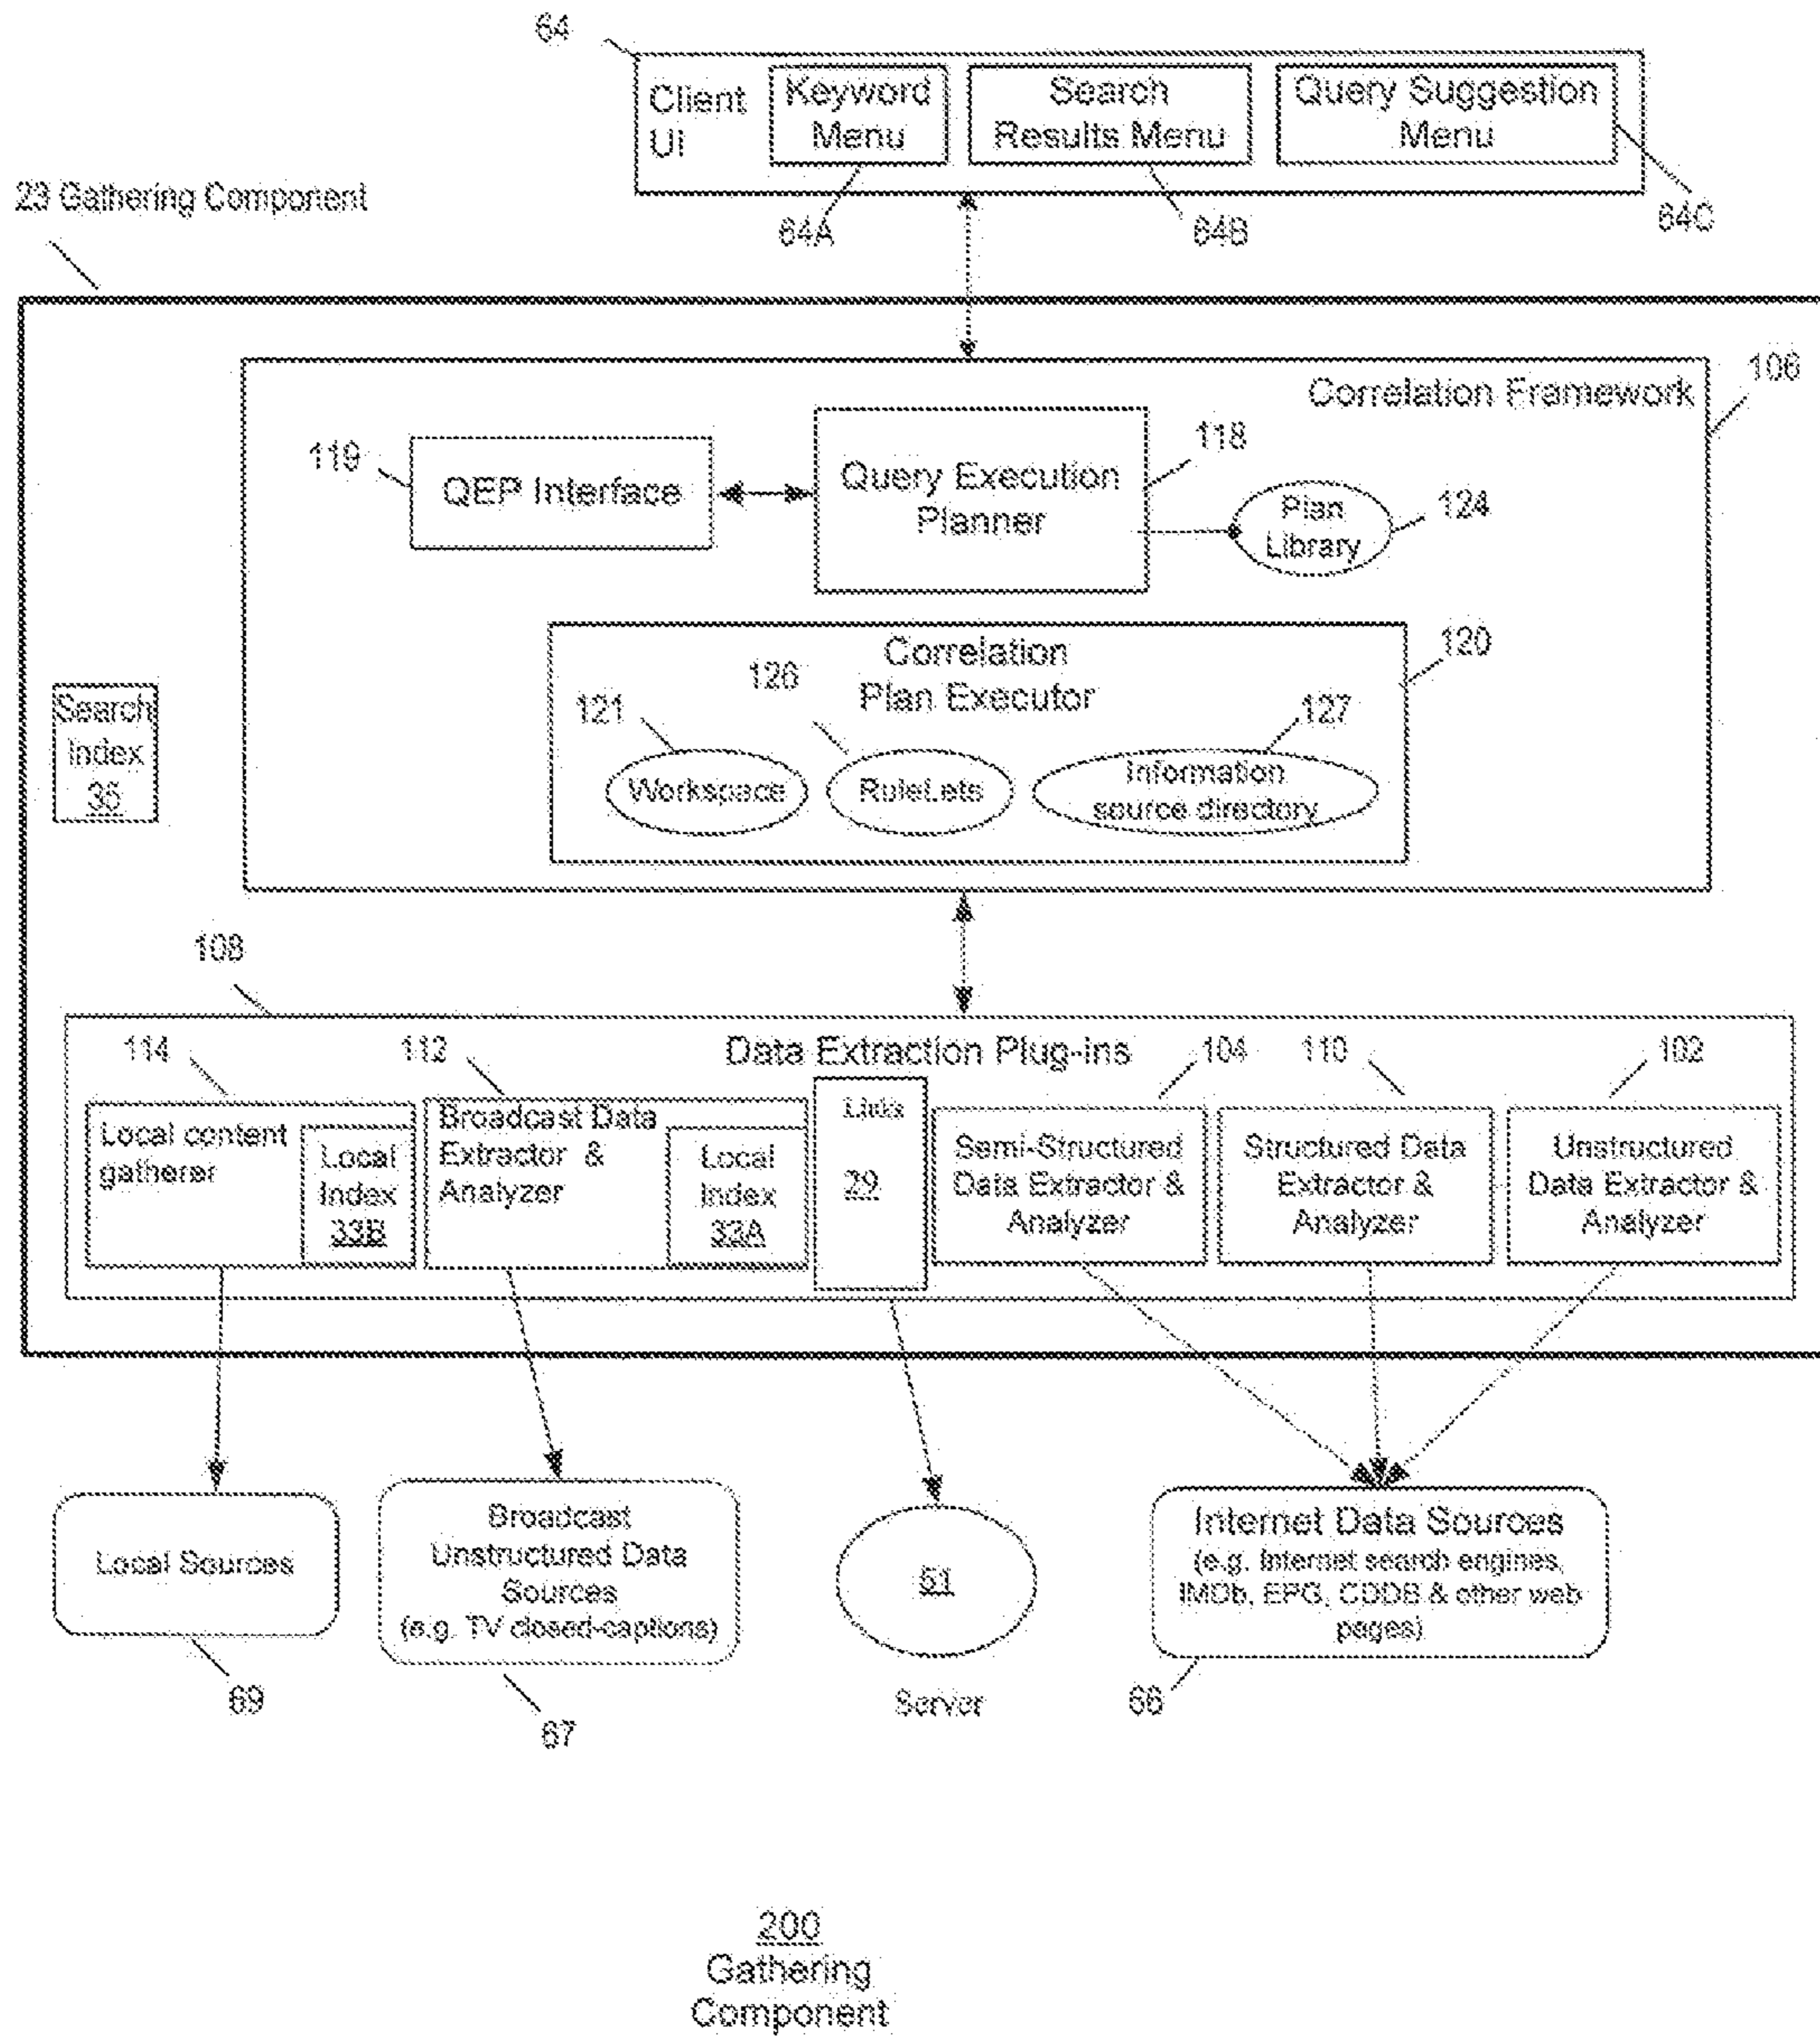 64
Client
UI
Keyword
Menu
Search
Results Menu
Query Suggestion
Menu
23 Gathering Component
64A
64B
64C
Correlation Framework
106
119
QEP Interface
Query Execution
Planner
118
Plan
Library
124
Correlation
Plan Executor
120
126
121
127
Workspace
RuleLets
Information
source directory
Search
Index
35
108
114
112
Data Extraction Plug-ins
104
110
102
Local content
gatherer
Local
Index
33B
Broadcast Data
Extractor &
Analyzer
Local
Index
33A
29
Semi-Structured
Data Extractor &
Analyzer
Structured Data
Extractor &
Analyzer
Unstructured
Data Extractor &
Analyzer
Local Sources
Broadcast
Unstructured Data
Sources
(e.g. TV closed-captions)
51
Internet Data Sources
(e.g. Internet search engines,
IMDb, EPG, CDDB & other web
pages)
69
67
Server
66
200
Gathering
Component